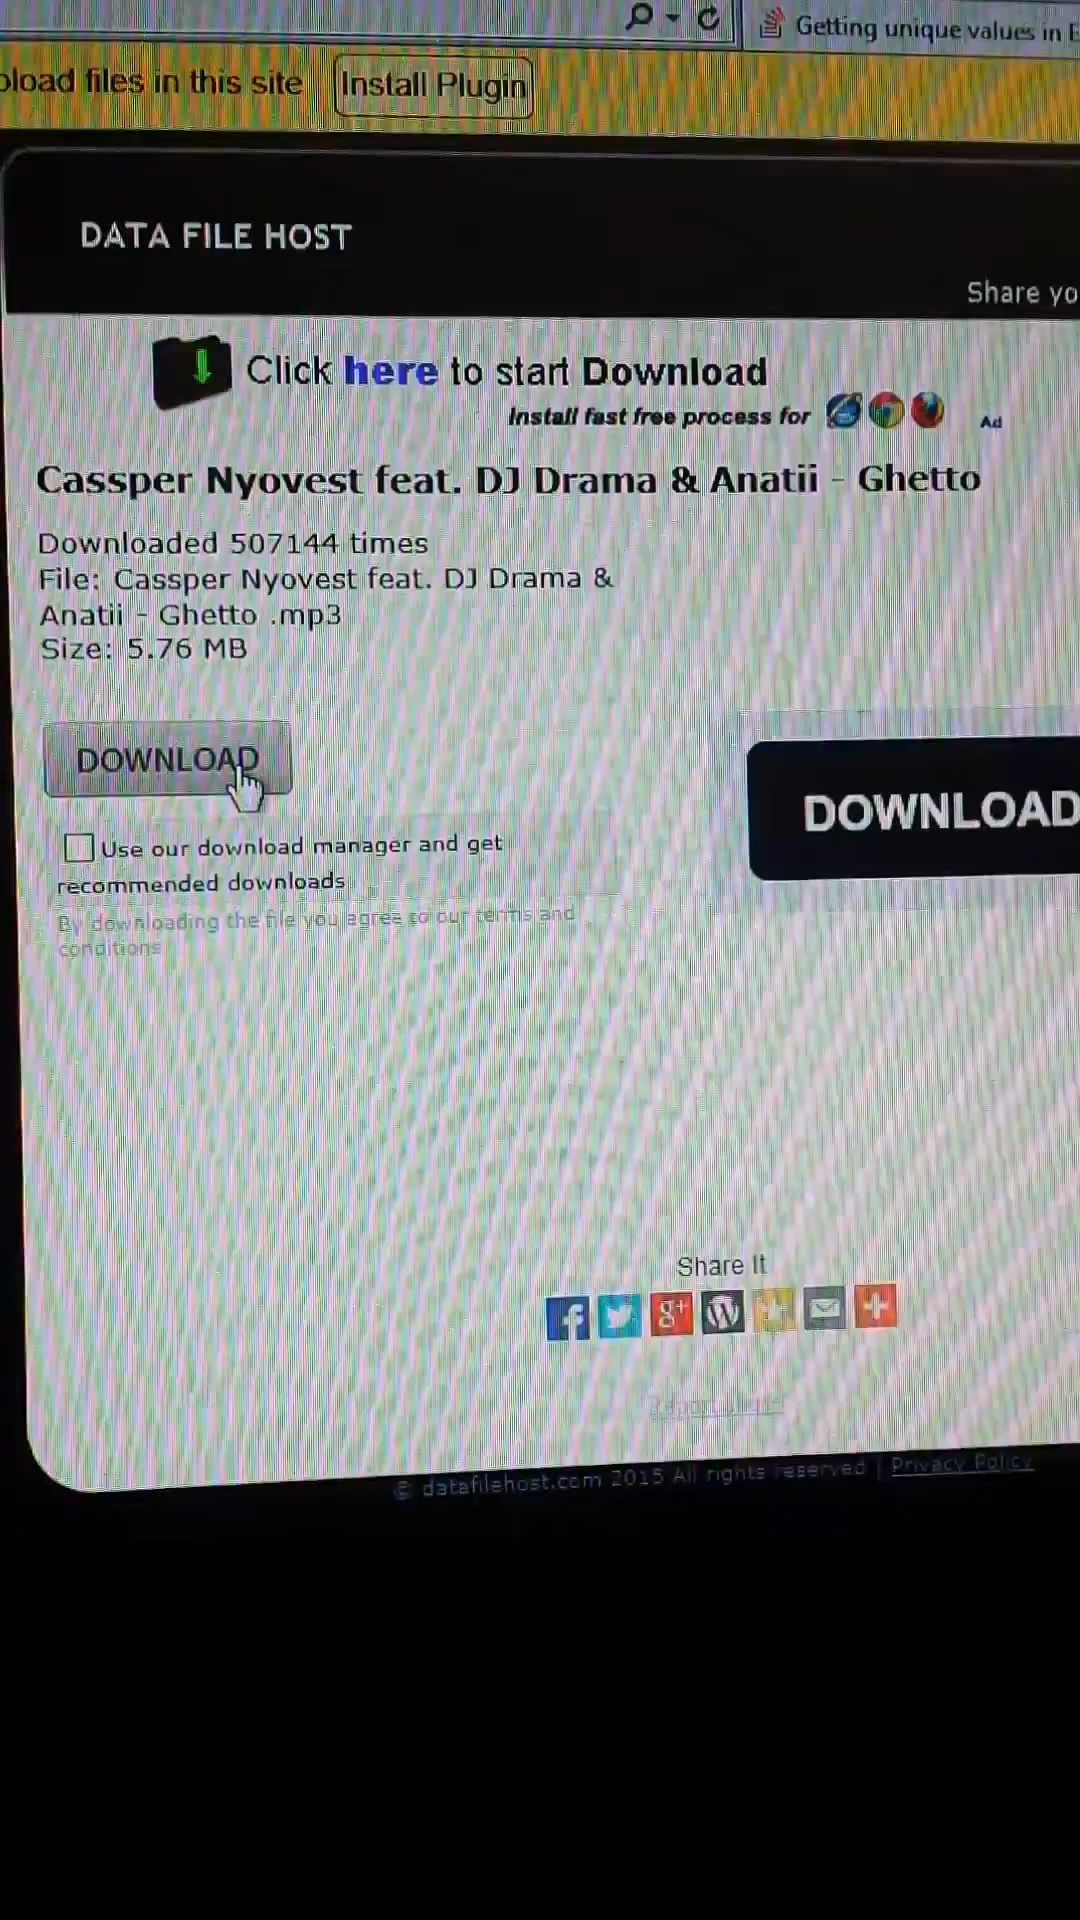 Getting unique values in E
load files in this site Install Plugin
DATA FILE HOST
Share yo
Click here to start Download
Install fast free process for
Ad
Cassper Nyovest feat. DJ Drama & Anatii - Ghetto
Downloaded 507144 times
File: Cassper Nyovest feat. DJ Drama &
Anatii - Ghetto .mp3
Size: 5.76 MB
DOWNLOAD
DOWNLOAD
Use our download manager and get
recommended downloads
By downloading the file you agree to our terms and
conditions
Share It
© datafilehost.com 2015 All rights reserved | Privacy Policy